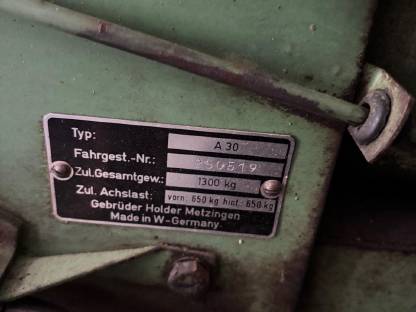 Typ: A 30
Fahrgest.-Nr.: 350519
Zul.Gesamtgew.: 1300 kg
Zul. Achslast: vorn. 650 kg hint. 650 kg
Gebrüder Holder Metzingen
Made in W-Germany